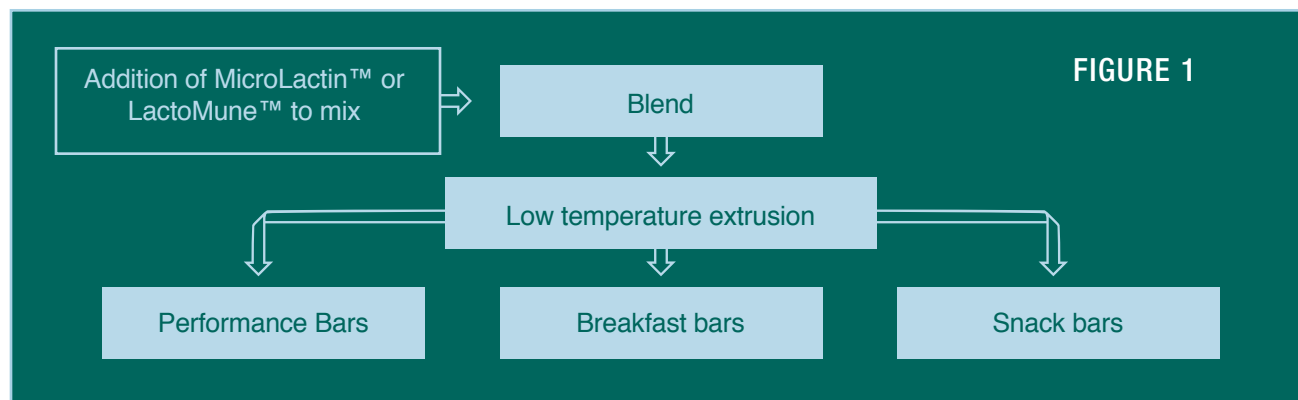 FIGURE 1
Addition of MicroLactin™ or
LactoMune™ to mix
Blend
Low temperature extrusion
Performance Bars
Breakfast bars
Snack bars